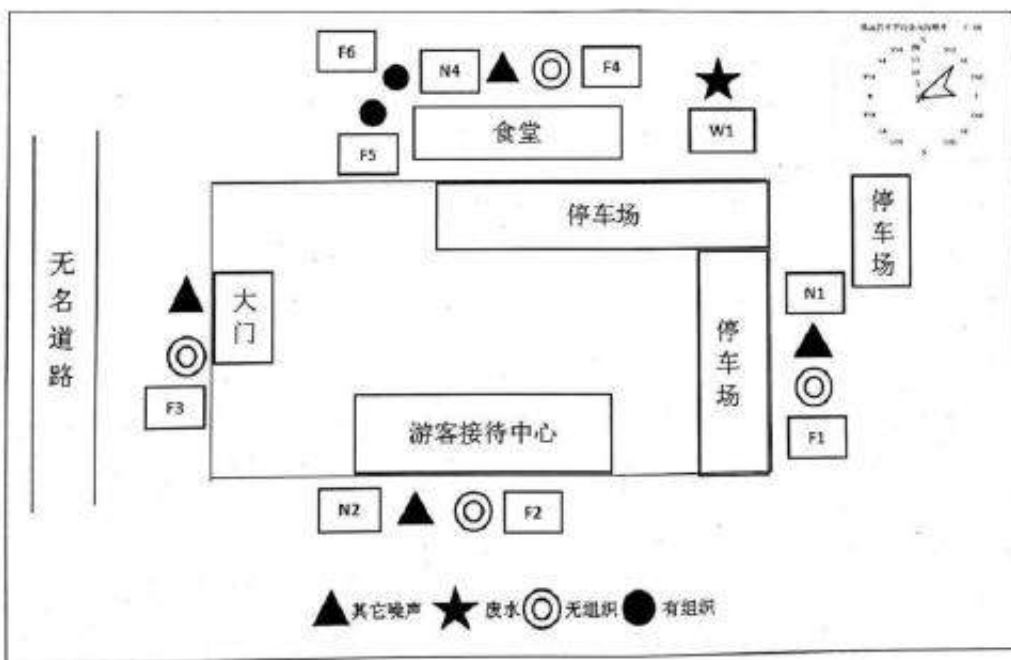 F6
N4
F4
W1
F5
食堂
停车场
停车场
无名道路
大门
N1
停车场
F3
F1
游客接待中心
N2
F2
其它噪声
废水
无组织
有组织